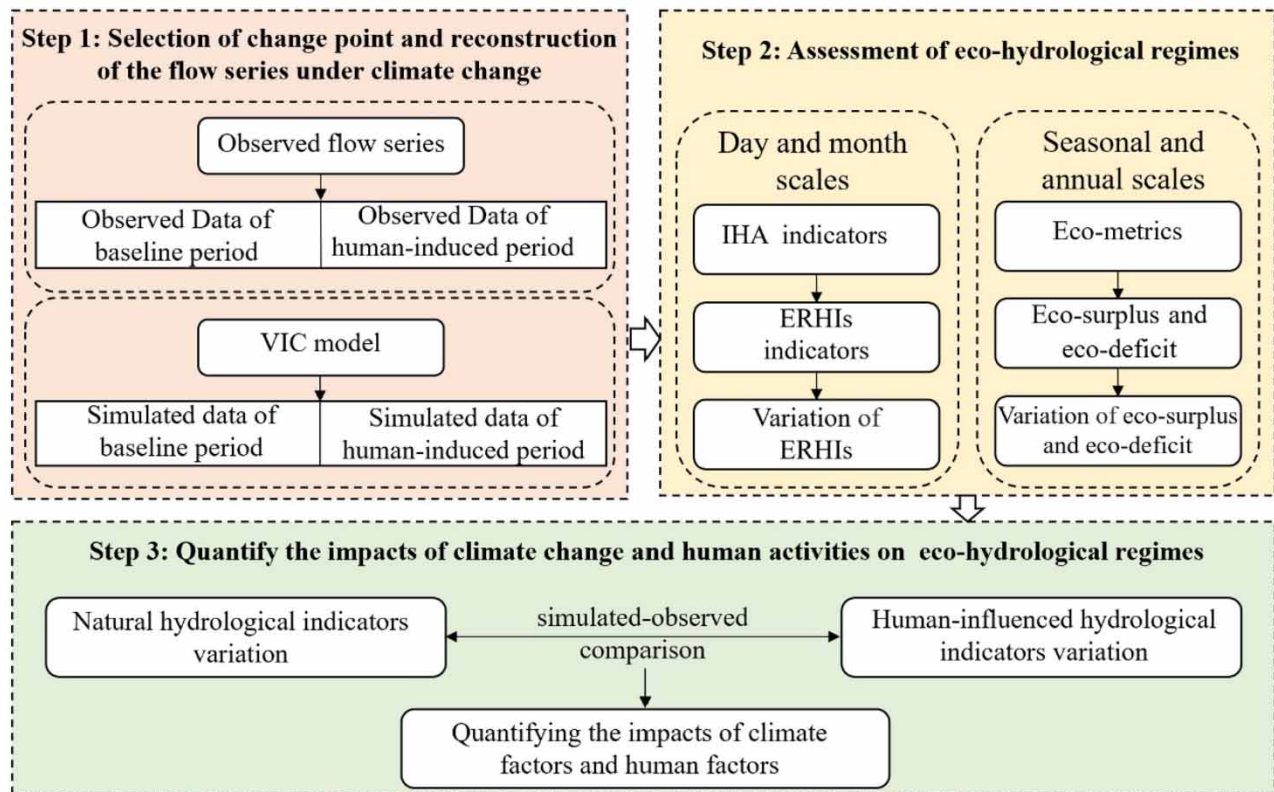 Step 1: Selection of change point and reconstruction
of the flow series under climate change
Observed flow series
Observed Data of
baseline period
Observed Data of
human-induced period
VIC model
Simulated data of
baseline period
Simulated data of
human-induced period
Step 2: Assessment of eco-hydrological regimes
Day and month
scales
IHA indicators
ERHIs
indicators
Variation of
ERHIs
Seasonal and
annual scales
Eco-metrics
Eco-surplus and
eco-deficit
Variation of eco-surplus
and eco-deficit
Step 3: Quantify the impacts of climate change and human activities on eco-hydrological regimes
Natural hydrological indicators
variation
simulated-observed
comparison
Human-influenced hydrological
indicators variation
Quantifying the impacts of climate
factors and human factors